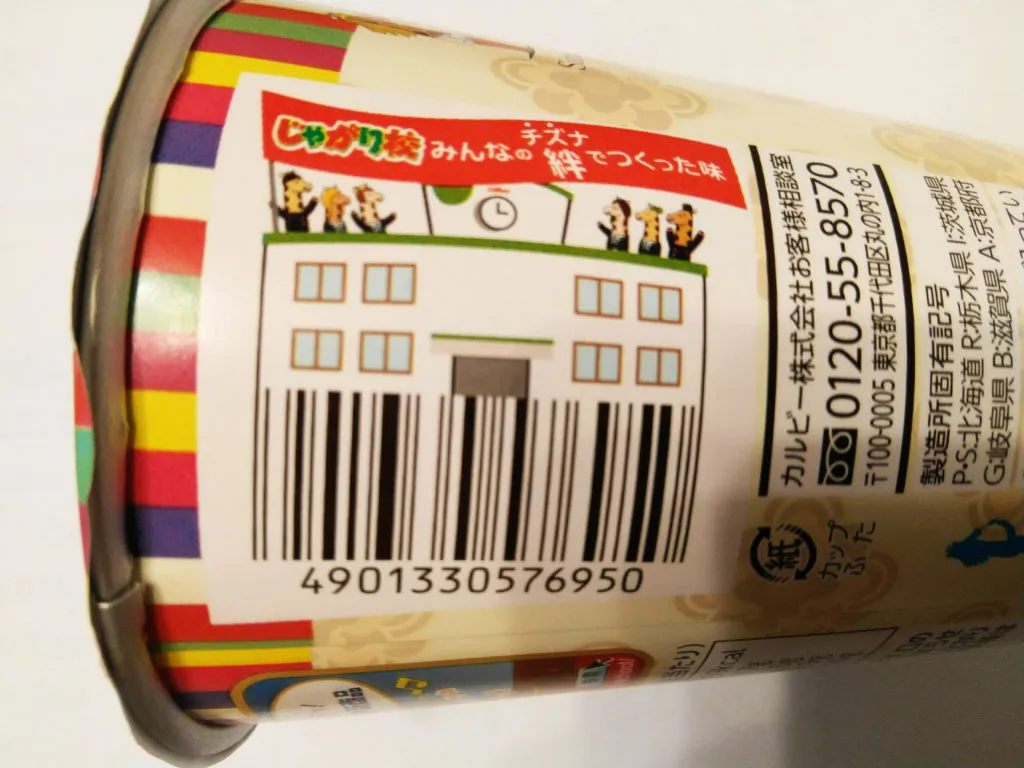 じゃがり校 みんなの 絆 でつくった味
チズナ
4901330576950
カルビー株式会社お客様相談室
0120-55-8570
〒100-0005 東京都千代田区丸の内1-8-3
製造所固有記号
P・S:北海道 R:栃木県 I:茨城県
G:岐阜県 B:滋賀県 A:京都府
紙
カップ
ふた
kcal